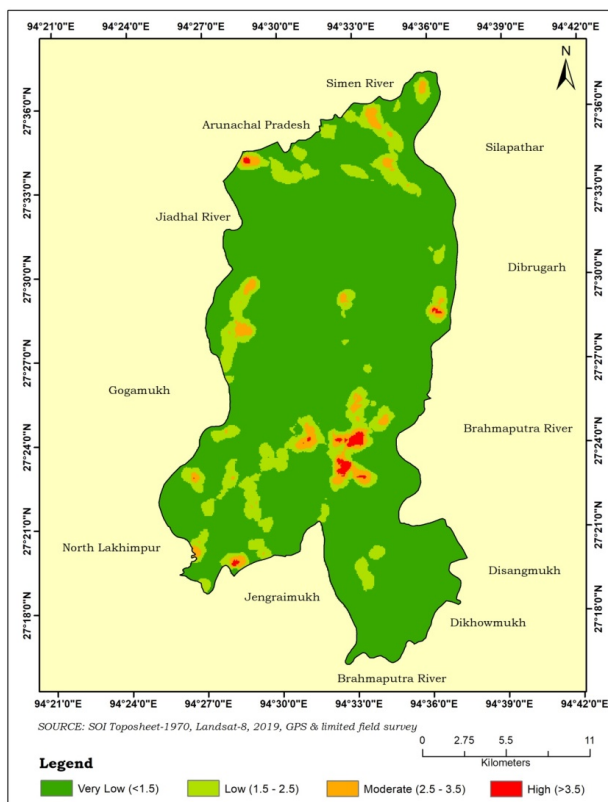 94°21'0"E 94°24'0"E 94°27'0"E 94°30'0"E 94°33'0"E 94°36'0"E 94°39'0"E 94°42'0"E
N
Simen River
27°36'0"N 27°36'0"N
Arunachal Pradesh
Silapathar
27°33'0"N 27°33'0"N
Jiadhal River
Dibrugarh
27°30'0"N 27°30'0"N
27°27'0"N 27°27'0"N
Gogamukh
Brahmaputra River
27°24'0"N 27°24'0"N
27°21'0"N 27°21'0"N
North Lakhimpur
Disangmukh
Jengraimukh
27°18'0"N 27°18'0"N
Dikhowmukh
Brahmaputra River
94°21'0"E 94°24'0"E 94°27'0"E 94°30'0"E 94°33'0"E 94°36'0"E 94°39'0"E 94°42'0"E
SOURCE: SOI Toposheet-1970, Landsat-8, 2019, GPS & limited field survey
0 2.75 5.5 11
Kilometers
Legend
Very Low (<1.5) Low (1.5 - 2.5) Moderate (2.5 - 3.5) High (>3.5)